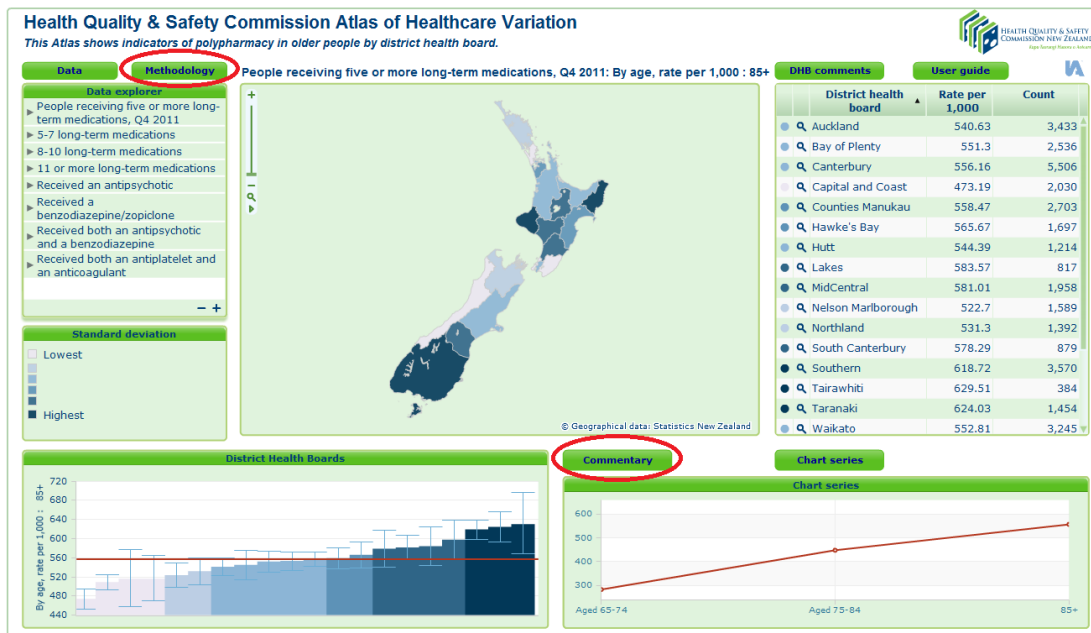 Health Quality & Safety Commission Atlas of Healthcare Variation
This Atlas shows indicators of polypharmacy in older people by district health board.
HEALTH QUALITY & SAFETY
COMMISSION NEW ZEALAND
Data
Methodology
People receiving five or more long-term medications, Q4 2011: By age, rate per 1,000 : 85+
DHB comments
User guide
Data explorer
People receiving five or more long-
term medications, Q4 2011
5-7 long-term medications
8-10 long-term medications
11 or more long-term medications
Received an antipsychotic
Received a
benzodiazepine/zopiclone
Received both an antipsychotic
and a benzodiazepine
Received both an antiplatelet and
an anticoagulant
− +
Standard deviation
Lowest
Highest
+
−
© Geographical data: Statistics New Zealand
District health
board
Rate per
1,000
Count
Auckland 540.63 3,433
Bay of Plenty 551.3 2,536
Canterbury 556.16 5,506
Capital and Coast 473.19 2,030
Counties Manukau 558.47 2,703
Hawke's Bay 565.67 1,697
Hutt 544.39 1,214
Lakes 583.57 817
MidCentral 581.01 1,958
Nelson Marlborough 522.7 1,589
Northland 531.3 1,392
South Canterbury 578.29 879
Southern 618.72 3,570
Tairawhiti 629.51 384
Taranaki 624.03 1,454
Waikato 552.81 3,245
District Health Boards
By age, rate per 1,000 : 85+
720
680
640
600
560
520
480
440
Commentary
Chart series
Chart series
600
500
400
300
Aged 65-74
Aged 75-84
85+